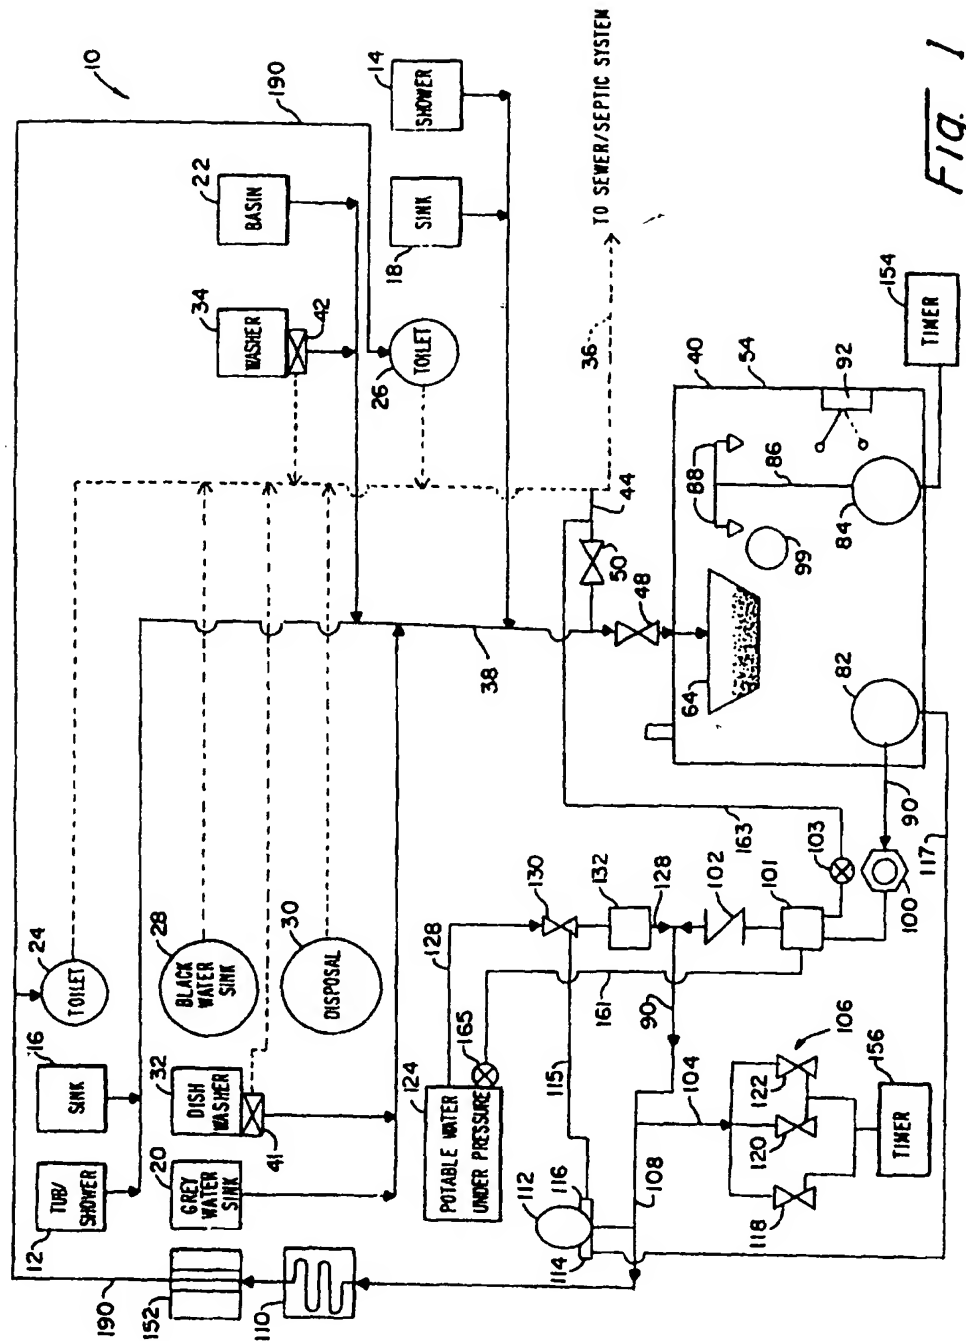 190
12
TUB/
SHOWER
16
SINK
24
TOILET
10
152
20
GREY
WATER
SINK
32
DISH
WASHER
41
28
BLACK
WATER
SINK
34
WASHER
42
22
BASIN
190
110
30
DISPOSAL
26
TOILET
18
SINK
14
SHOWER
124
POTABLE WATER
UNDER PRESSURE
165
128
130
38
112
114
116
115
132
128
161
90
102
101
163
103
50
44
48
36
TO SEWER/SEPTIC SYSTEM
108
104
106
118
120
122
156
TIMER
100
90
117
82
64
99
88
86
84
40
54
92
154
TIMER
FIG. 1